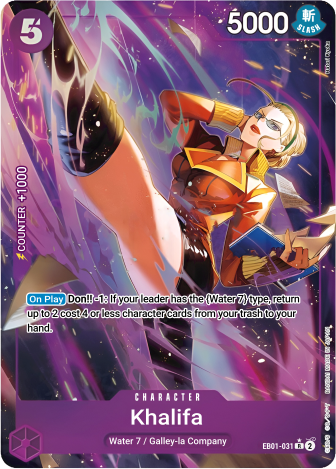 5
5000
斬
SLASH
COUNTER +1000
On Play Don!! -1: If your leader has the {Water 7} type, return
up to 2 cost 4 or less character cards from your trash to your
hand.
CHARACTER
Khalifa
Water 7 / Galley-la Company
EB01-031 R 2